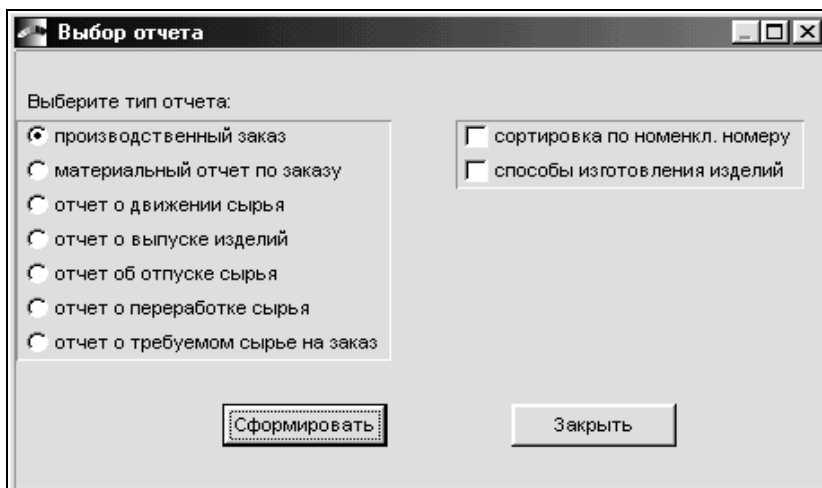 Выбор отчета
Выберите тип отчета:
производственный заказ
материальный отчет по заказу
отчет о движении сырья
отчет о выпуске изделий
отчет об отпуске сырья
отчет о переработке сырья
отчет о требуемом сырье на заказ
сортировка по номенкл. номеру
способы изготовления изделий
Сформировать
Закрыть